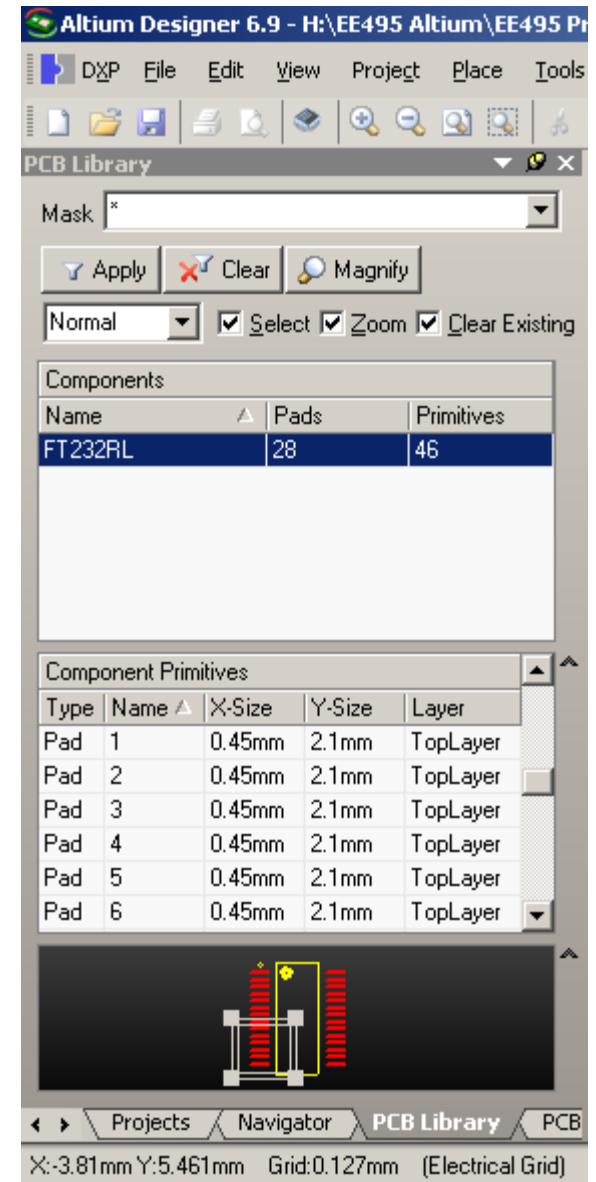 Altium Designer 6.9 - H:\EE495 Altium\EE495 Pr
DXP File Edit View Project Place Tools
PCB Library
Mask *
Apply Clear Magnify
Normal Select Zoom Clear Existing
Components
Name Pads Primitives
FT232RL 28 46
Component Primitives
Type Name X-Size Y-Size Layer
Pad 1 0.45mm 2.1mm TopLayer
Pad 2 0.45mm 2.1mm TopLayer
Pad 3 0.45mm 2.1mm TopLayer
Pad 4 0.45mm 2.1mm TopLayer
Pad 5 0.45mm 2.1mm TopLayer
Pad 6 0.45mm 2.1mm TopLayer
Projects Navigator PCB Library PCB
X:-3.81mm Y:5.461mm Grid:0.127mm (Electrical Grid)